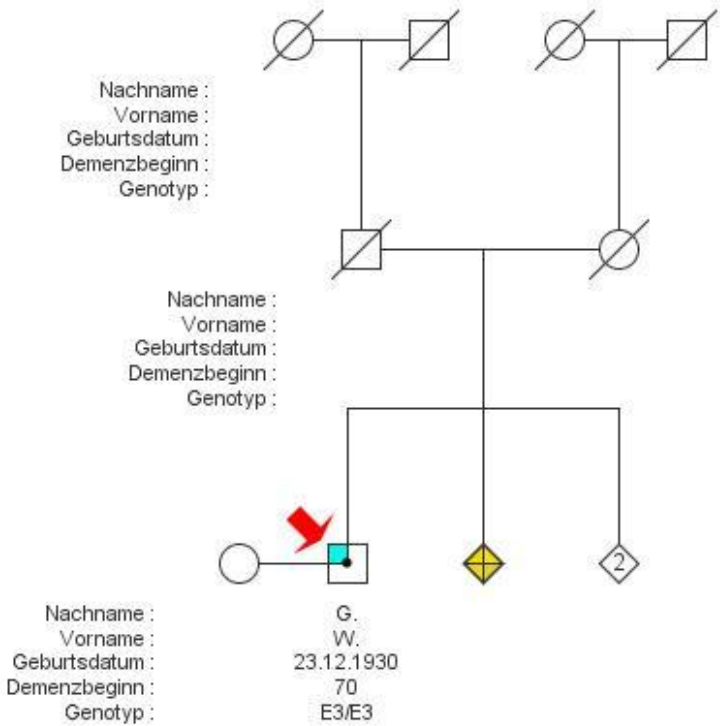 Nachname :
Vorname :
Geburtsdatum :
Demenzbeginn :
Genotyp :
Nachname :
Vorname :
Geburtsdatum :
Demenzbeginn :
Genotyp :
2
Nachname : G.
Vorname : W.
Geburtsdatum : 23.12.1930
Demenzbeginn : 70
Genotyp : E3/E3